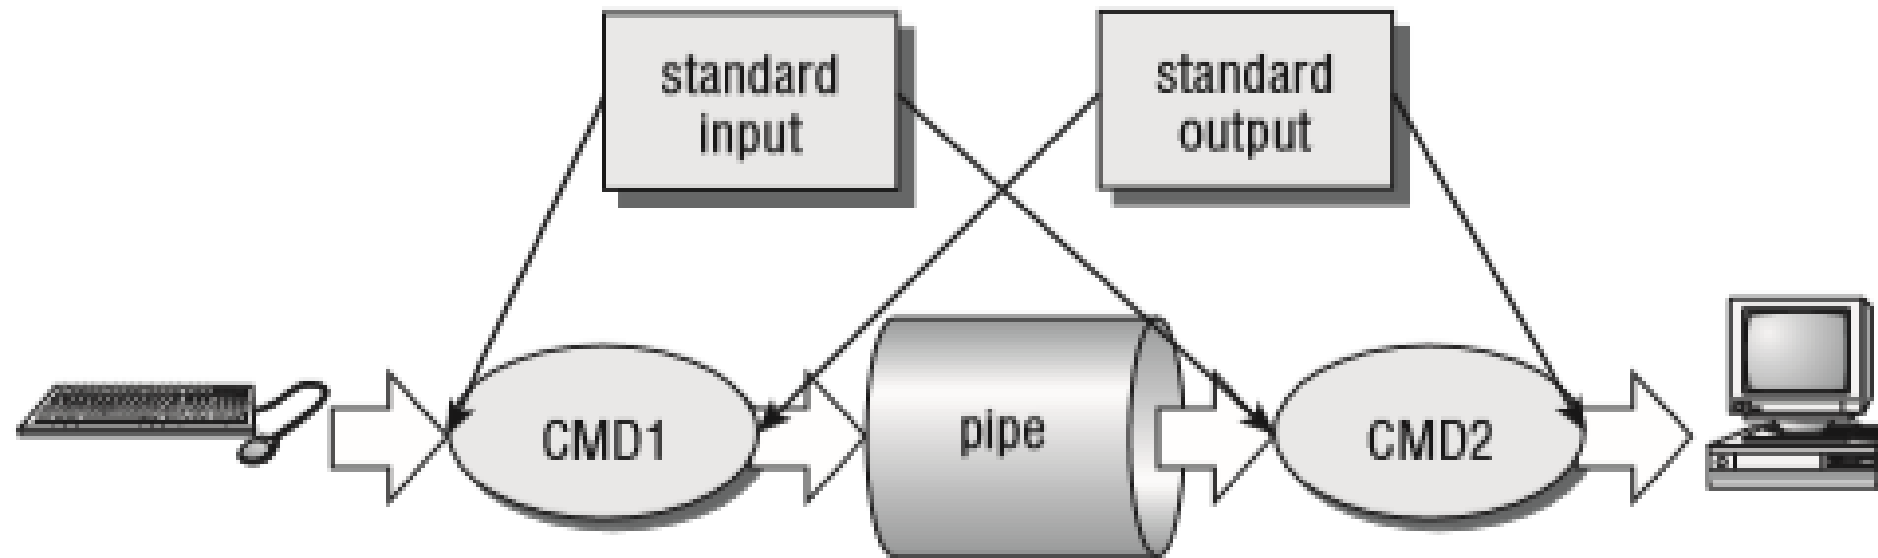 standard
input
standard
output
CMD1
pipe
CMD2